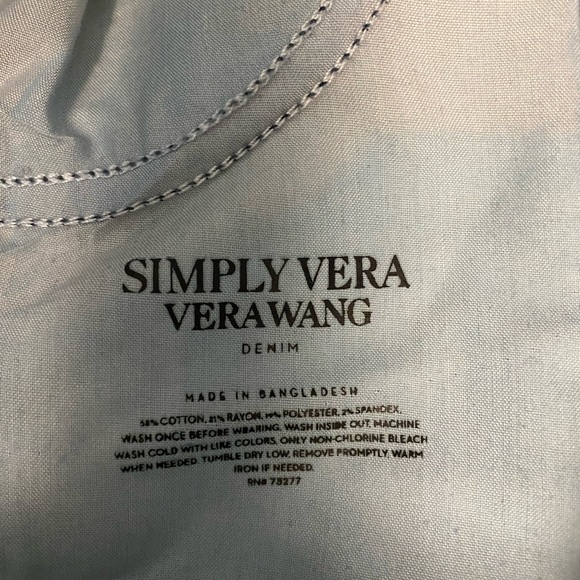 SIMPLY VERA
VERA WANG
DENIM
MADE IN BANGLADESH
58% COTTON, 21% RAYON, 19% POLYESTER, 2% SPANDEX.
WASH ONCE BEFORE WEARING. WASH INSIDE OUT. MACHINE
WASH COLD WITH LIKE COLORS. ONLY NON-CHLORINE BLEACH
WHEN NEEDED. TUMBLE DRY LOW. REMOVE PROMPTLY. WARM
IRON IF NEEDED.
RN# 73277